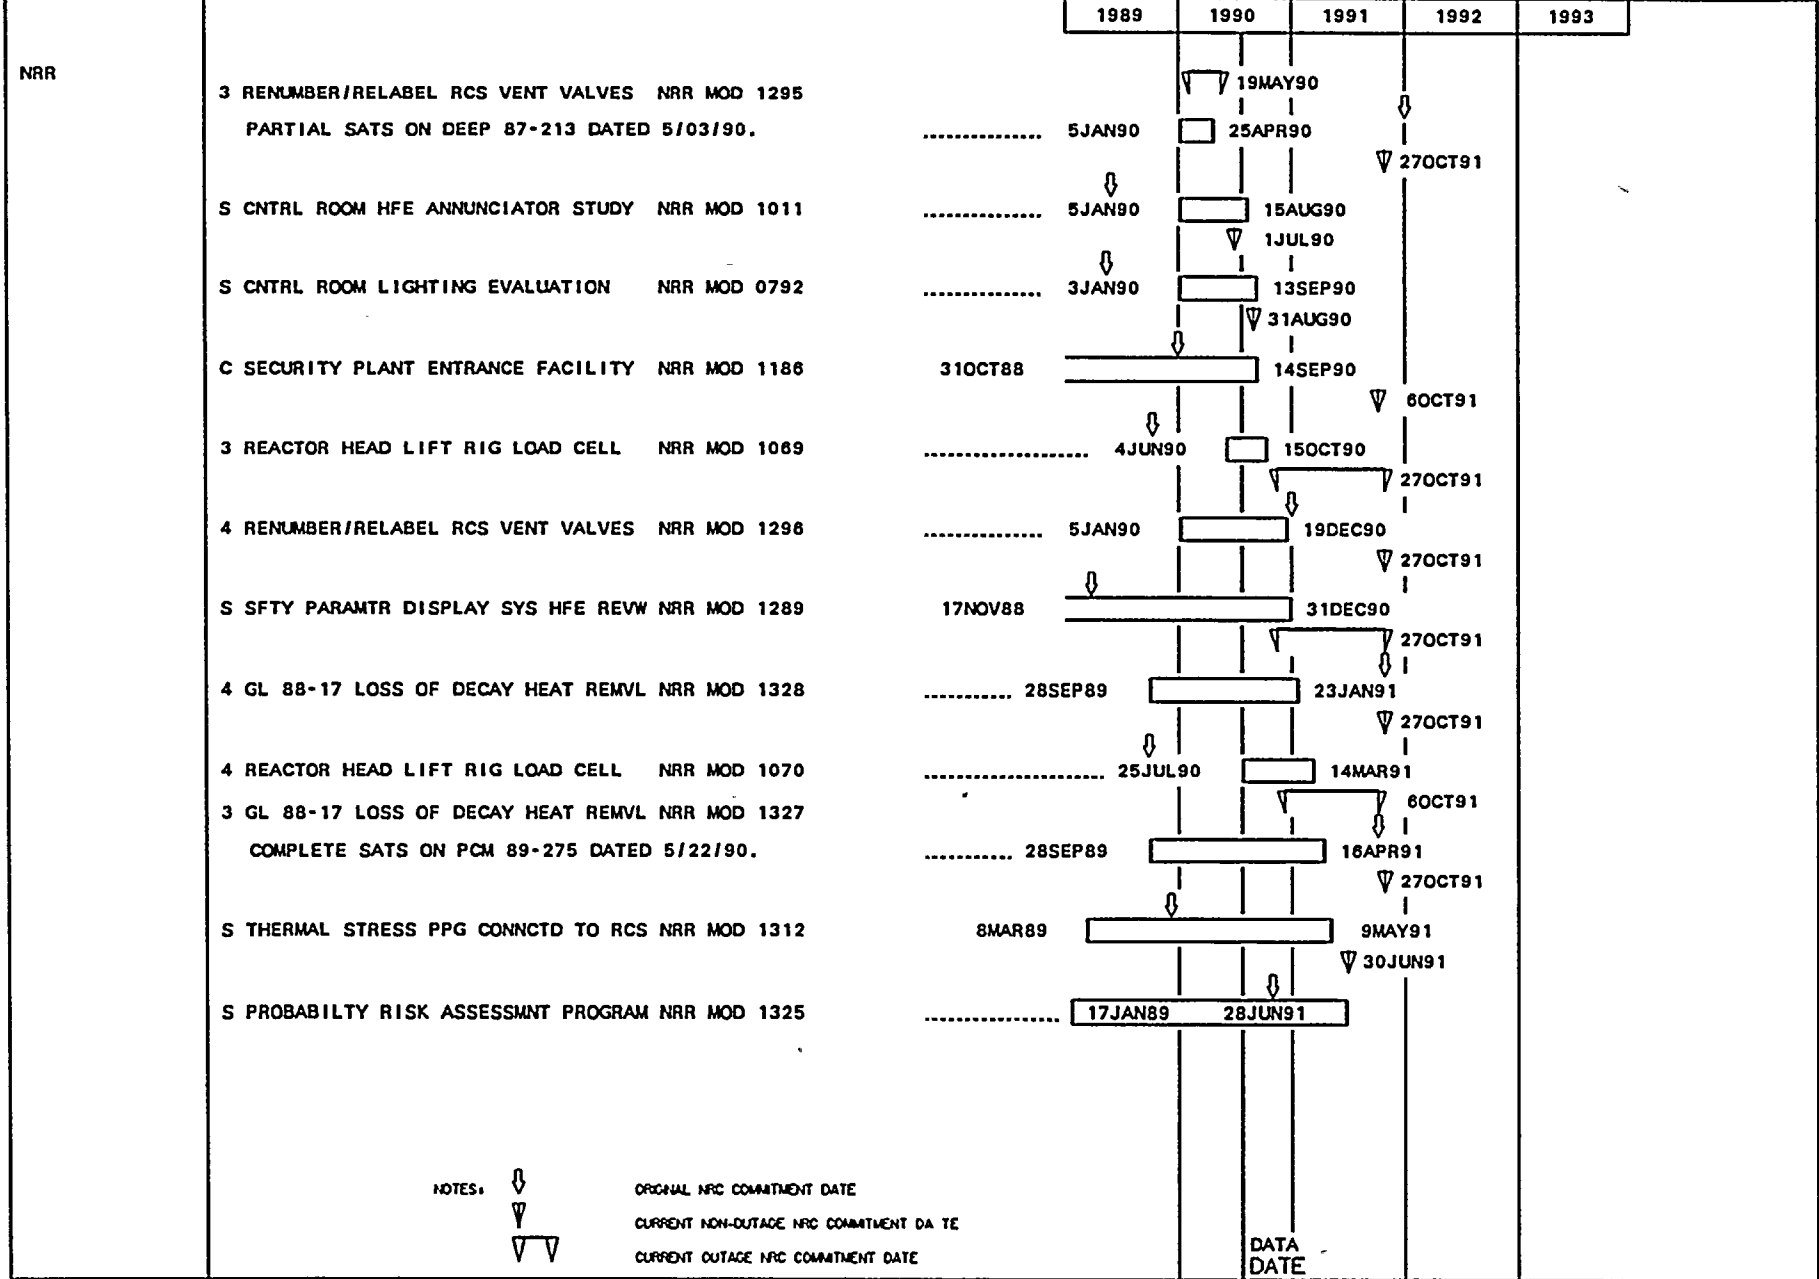 1989 1990 1991 1992 1993
NRR
19MAY90
3 RENUMBER/RELABEL RCS VENT VALVES NRR MOD 1295
PARTIAL SATS ON DEEP 87-213 DATED 5/03/90. .............. 5JAN90 25APR90
27OCT91
S CNTRL ROOM HFE ANNUNCIATOR STUDY NRR MOD 1011 .............. 5JAN90 15AUG90
1JUL90
S CNTRL ROOM LIGHTING EVALUATION NRR MOD 0792 .............. 3JAN90 13SEP90
31AUG90
C SECURITY PLANT ENTRANCE FACILITY NRR MOD 1186 31OCT88 14SEP90
6OCT91
3 REACTOR HEAD LIFT RIG LOAD CELL NRR MOD 1069 .................... 4JUN90 15OCT90
27OCT91
4 RENUMBER/RELABEL RCS VENT VALVES NRR MOD 1296 .............. 5JAN90 19DEC90
27OCT91
S SFTY PARAMTR DISPLAY SYS HFE REVW NRR MOD 1289 17NOV88 31DEC90
27OCT91
4 GL 88-17 LOSS OF DECAY HEAT REMVL NRR MOD 1328 .......... 28SEP89 23JAN91
27OCT91
4 REACTOR HEAD LIFT RIG LOAD CELL NRR MOD 1070 ...................... 25JUL90 14MAR91
6OCT91
3 GL 88-17 LOSS OF DECAY HEAT REMVL NRR MOD 1327
COMPLETE SATS ON PCM 89-275 DATED 5/22/90. .......... 28SEP89 16APR91
27OCT91
S THERMAL STRESS PPG CONNCTD TO RCS NRR MOD 1312 8MAR89 9MAY91
30JUN91
S PROBABILTY RISK ASSESSMNT PROGRAM NRR MOD 1325 ................ 17JAN89 28JUN91
NOTES: ORIGINAL NRC COMMITMENT DATE
CURRENT NON-OUTAGE NRC COMMITMENT DA TE
CURRENT OUTAGE NRC COMMITMENT DATE
DATA
DATE